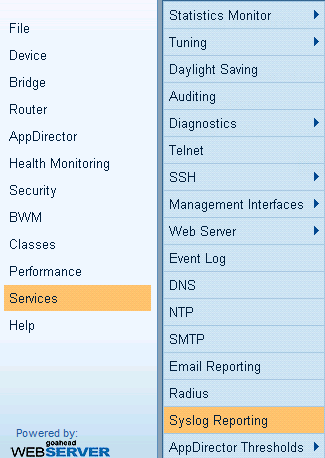 File
Device
Bridge
Router
AppDirector
Health Monitoring
Security
BWM
Classes
Performance
Services
Help
Powered by:
goahead
WEBSERVER
Statistics Monitor
Tuning
Daylight Saving
Auditing
Diagnostics
Telnet
SSH
Management Interfaces
Web Server
Event Log
DNS
NTP
SMTP
Email Reporting
Radius
Syslog Reporting
AppDirector Thresholds